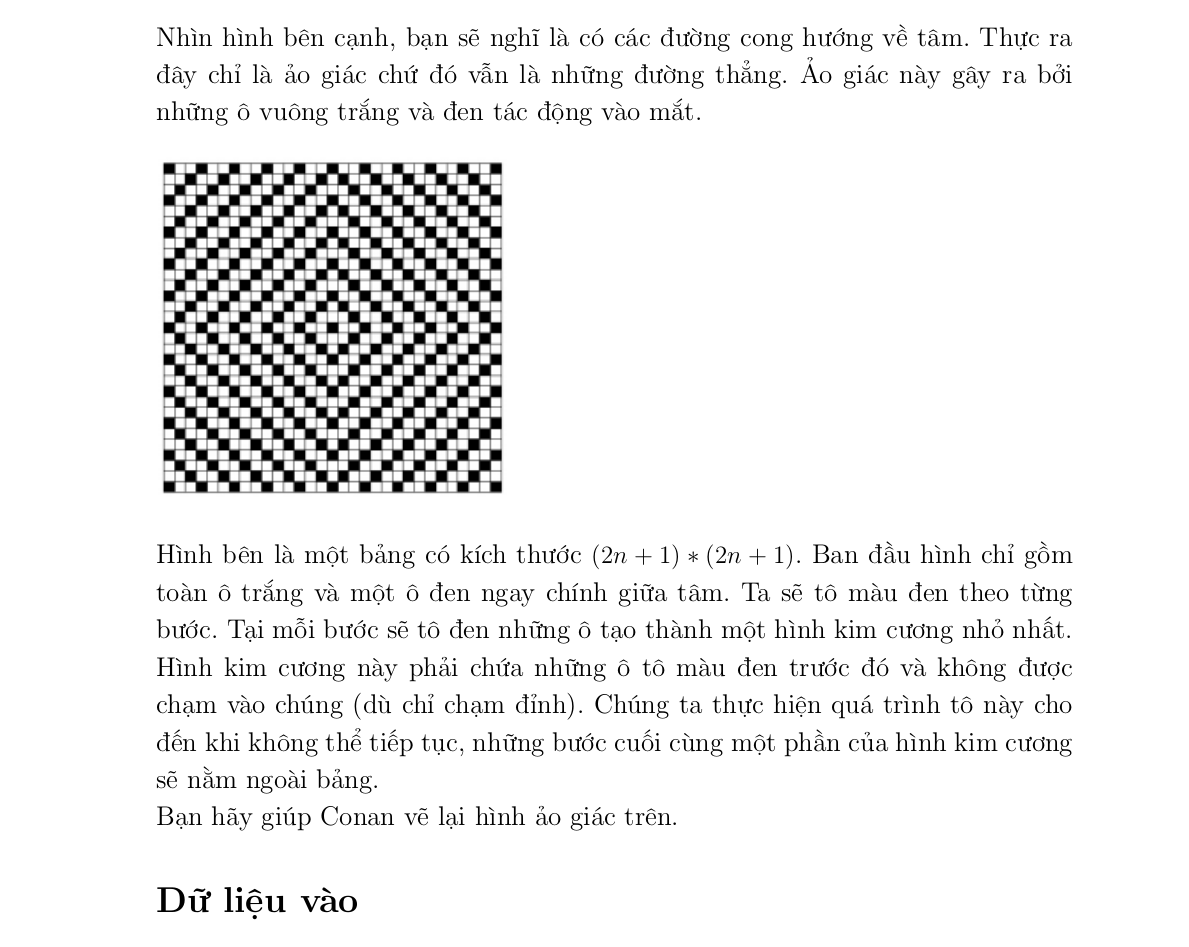 Nhìn hình bên cạnh, bạn sẽ nghĩ là có các đường cong hướng về tâm. Thực ra
đây chỉ là ảo giác chứ đó vẫn là những đường thẳng. Ảo giác này gây ra bởi
những ô vuông trắng và đen tác động vào mắt.
Hình bên là một bảng có kích thước (2n + 1) ∗ (2n + 1). Ban đầu hình chỉ gồm
toàn ô trắng và một ô đen ngay chính giữa tâm. Ta sẽ tô màu đen theo từng
bước. Tại mỗi bước sẽ tô đen những ô tạo thành một hình kim cương nhỏ nhất.
Hình kim cương này phải chứa những ô tô màu đen trước đó và không được
chạm vào chúng (dù chỉ chạm đỉnh). Chúng ta thực hiện quá trình tô này cho
đến khi không thể tiếp tục, những bước cuối cùng một phần của hình kim cương
sẽ nằm ngoài bảng.
Bạn hãy giúp Conan vẽ lại hình ảo giác trên.
Dữ liệu vào